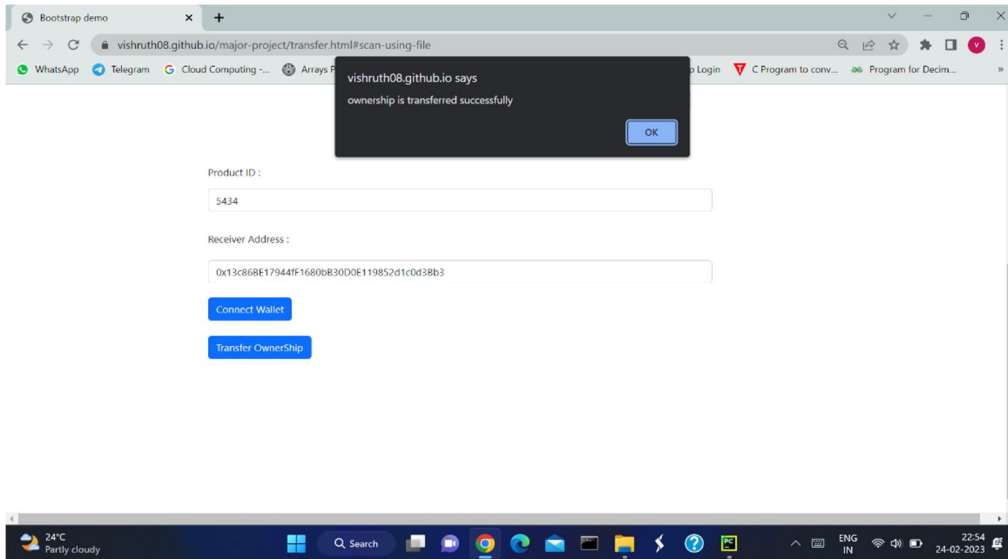 Bootstrap demo
vishruth08.github.io/major-project/transfer.html#scan-using-file
V
WhatsApp
Telegram
Cloud Computing -...
Arrays
Login
C Program to conv...
Program for Decim...
»
vishruth08.github.io says
ownership is transferred successfully
OK
Product ID :
5434
Receiver Address :
0x13c86BE17944fF1680bB30D0E119852d1c0d3Bb3
Connect Wallet
Transfer OwnerShip
24°C
Partly cloudy
Search
PC
ENG
IN
22:54
24-02-2023